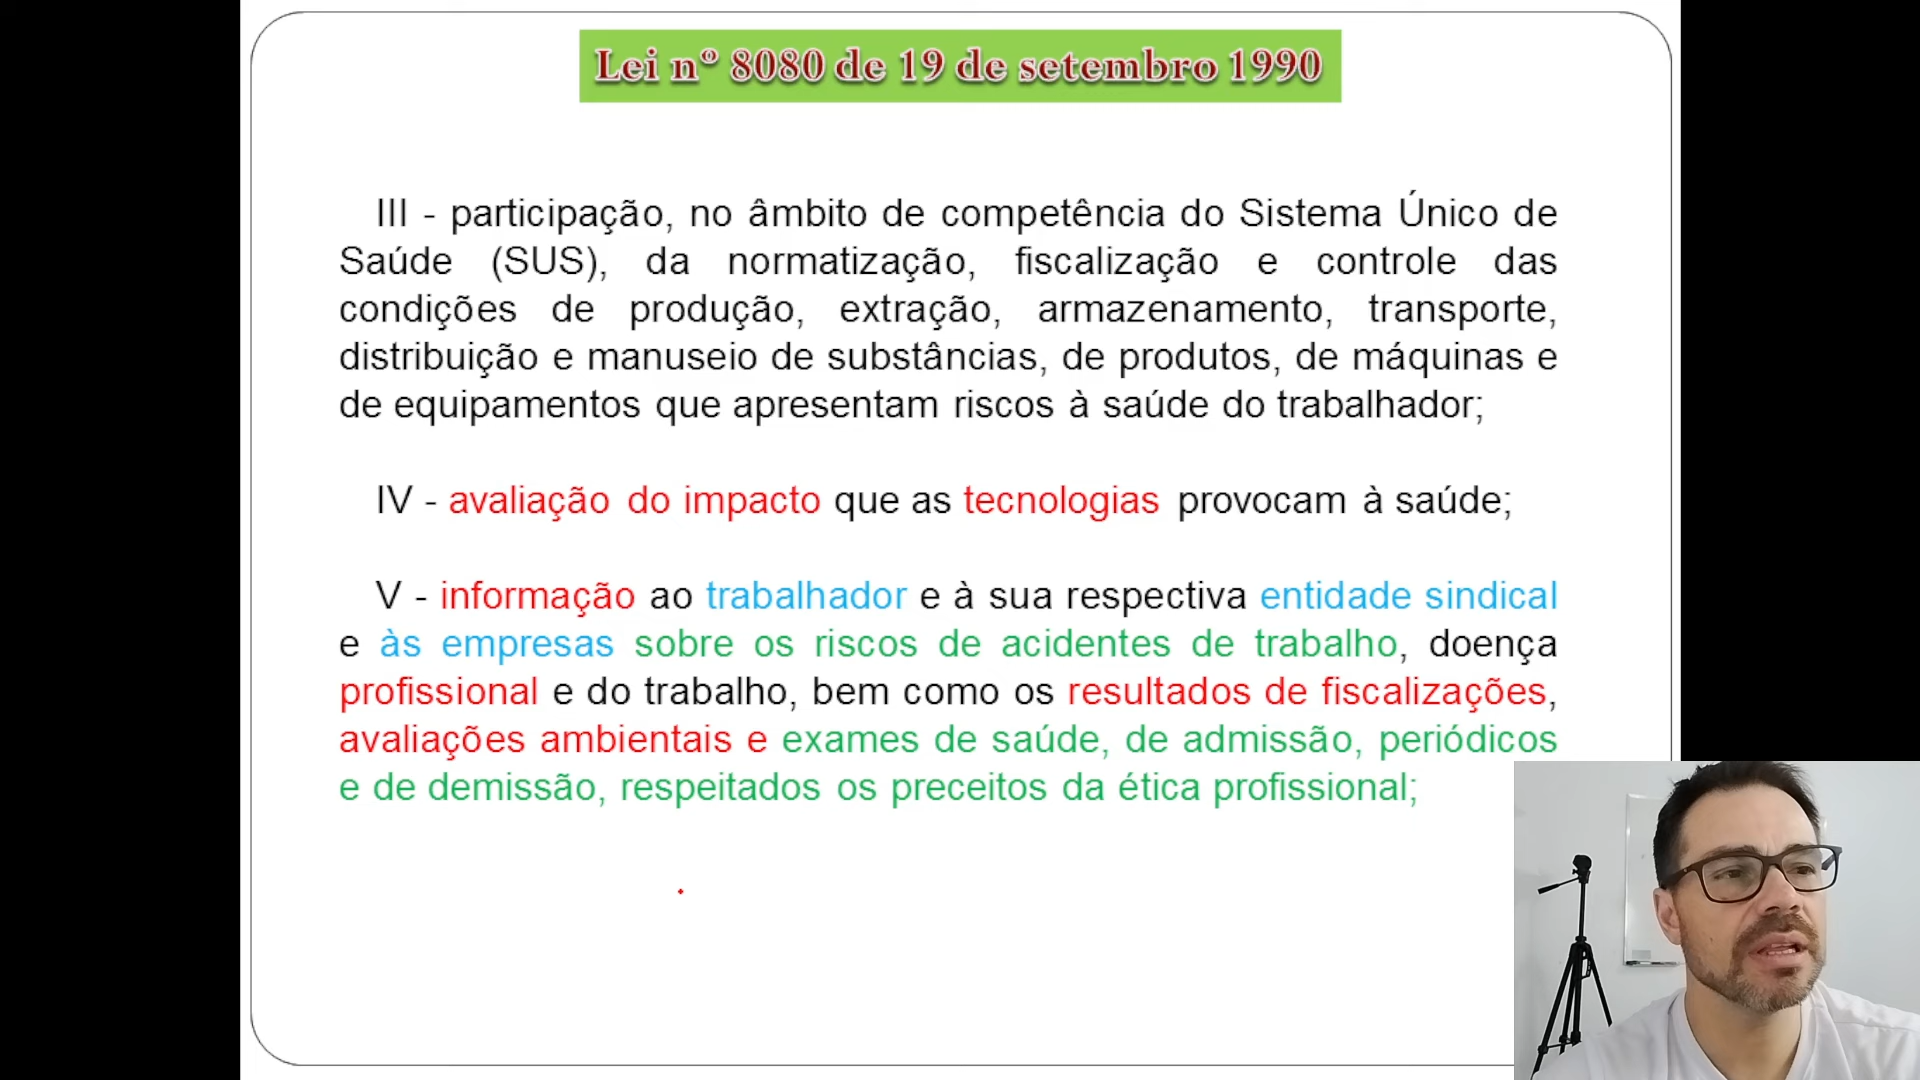 Lei nº 8080 de 19 de setembro 1990
III - participação, no âmbito de competência do Sistema Único de
Saúde (SUS), da normatização, fiscalização e controle das
condições de produção, extração, armazenamento, transporte,
distribuição e manuseio de substâncias, de produtos, de máquinas e
de equipamentos que apresentam riscos à saúde do trabalhador;
IV - avaliação do impacto que as tecnologias provocam à saúde;
V - informação ao trabalhador e à sua respectiva entidade sindical
e às empresas sobre os riscos de acidentes de trabalho, doença
profissional e do trabalho, bem como os resultados de fiscalizações,
avaliações ambientais e exames de saúde, de admissão, periódicos
e de demissão, respeitados os preceitos da ética profissional;